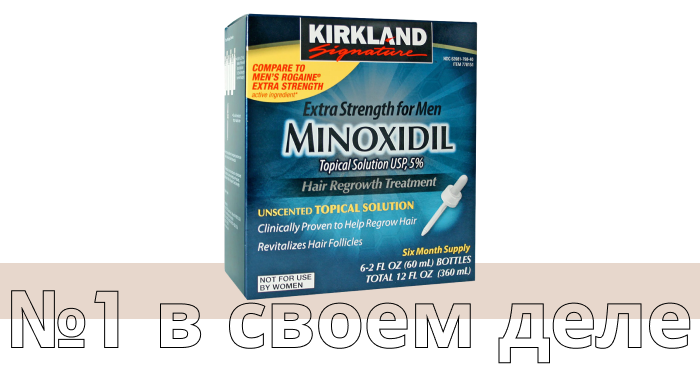 KIRKLAND
Signature
COMPARE TO
MEN'S ROGAINE®
EXTRA STRENGTH
active ingredient*
Extra Strength for Men
MINOXIDIL
Topical Solution USP, 5%
Hair Regrowth Treatment
UNSCENTED TOPICAL SOLUTION
Clinically Proven to Help Regrow Hair
Revitalizes Hair Follicles
Six Month Supply
6-2 FL OZ (60 mL) BOTTLES
TOTAL 12 FL OZ (360 mL)
NOT FOR USE
BY WOMEN
№1 в своем деле